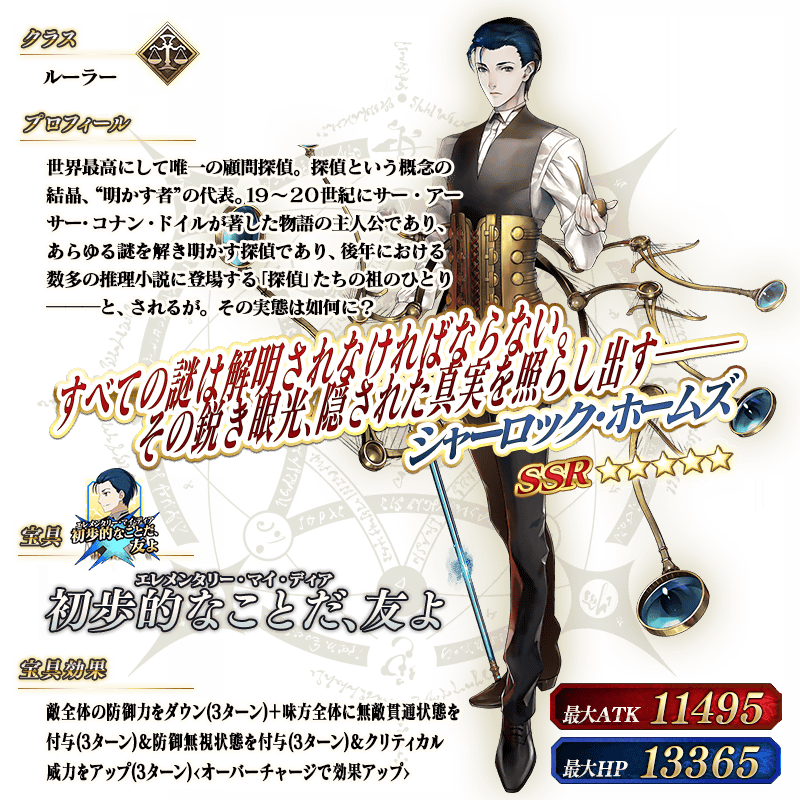 クラス
ルーラー
プロフィール
世界最高にして唯一の顧問探偵。探偵という概念の
結晶、“明かす者”の代表。19～20世紀にサー・アー
サー・コナン・ドイルが著した物語の主人公であり、
あらゆる謎を解き明かす探偵であり、後年における
数多の推理小説に登場する「探偵」たちの祖のひとり
―――と、されるが。その実態は如何に？
すべての謎は解明されなければならない。
その鋭き眼光、隠された真実を照らし出す――
シャーロック・ホームズ
SSR ★★★★★
エレメンタリー・マイ・ディア
初歩的なことだ、
友よ
宝具
エレメンタリー・マイ・ディア
初歩的なことだ、友よ
宝具効果
敵全体の防御力をダウン(3ターン)＋味方全体に無敵貫通状態を
付与(3ターン)＆防御無視状態を付与(3ターン)＆クリティカル
威力をアップ(3ターン)<オーバーチャージで効果アップ>
最大ATK 11495
最大HP 13365